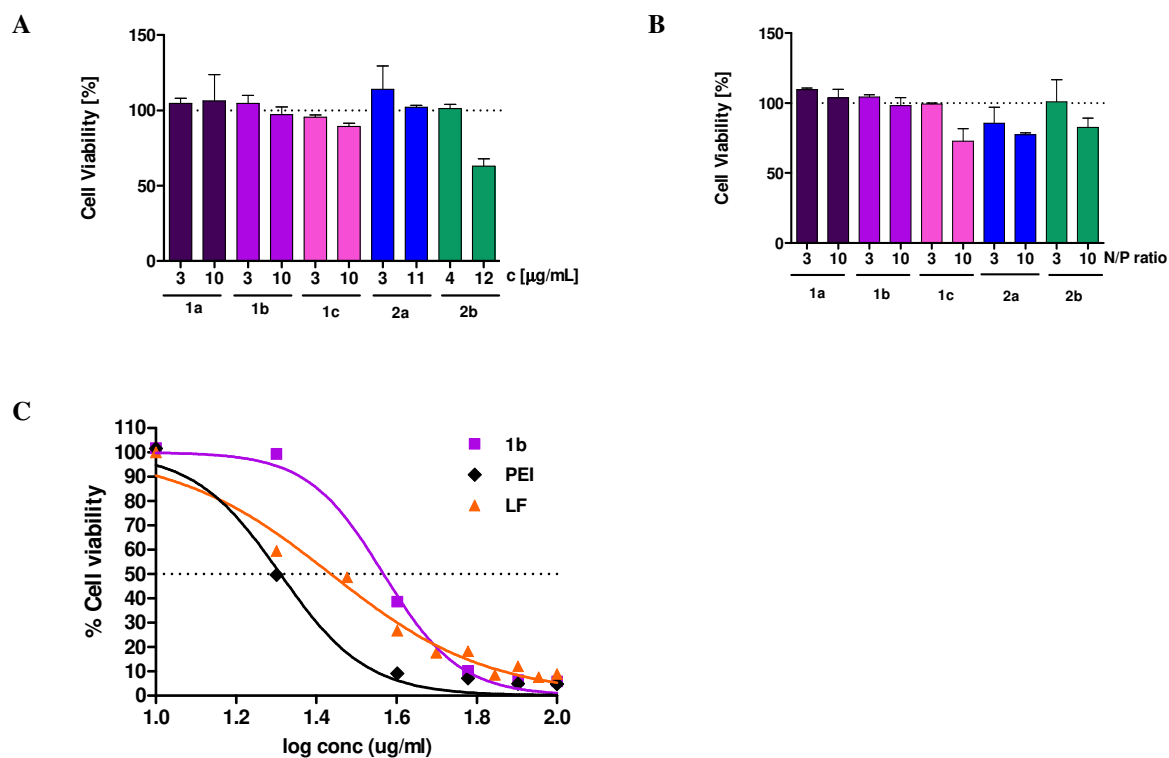 A
Cell Viability [%]
150
100
50
0
3 10 3 10 3 10 3 11 4 12 c [µg/mL]
1a 1b 1c 2a 2b
B
Cell Viability [%]
150
100
50
0
3 10 3 10 3 10 3 10 3 10 N/P ratio
1a 1b 1c 2a 2b
C
% Cell viability
110
100
90
80
70
60
50
40
30
20
10
0
1.0 1.2 1.4 1.6 1.8 2.0
log conc (ug/ml)
1b
PEI
LF